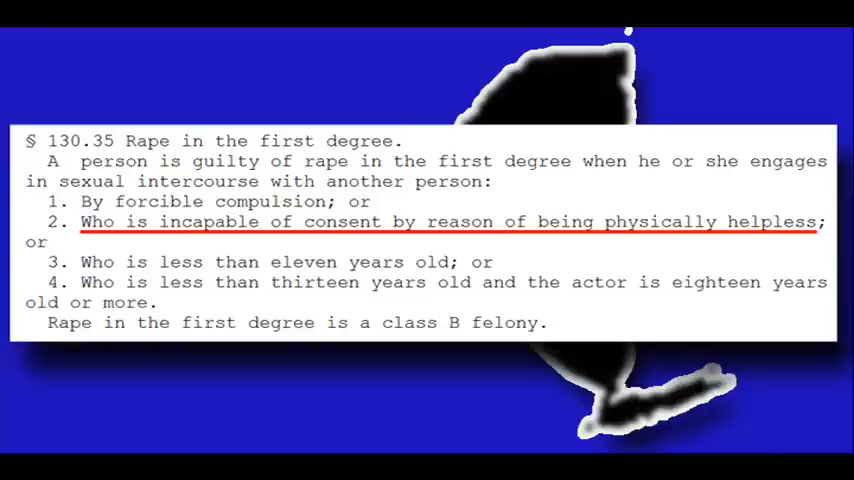 § 130.35 Rape in the first degree.
A person is guilty of rape in the first degree when he or she engages
in sexual intercourse with another person:
1. By forcible compulsion; or
2. Who is incapable of consent by reason of being physically helpless;
or
3. Who is less than eleven years old; or
4. Who is less than thirteen years old and the actor is eighteen years
old or more.
Rape in the first degree is a class B felony.